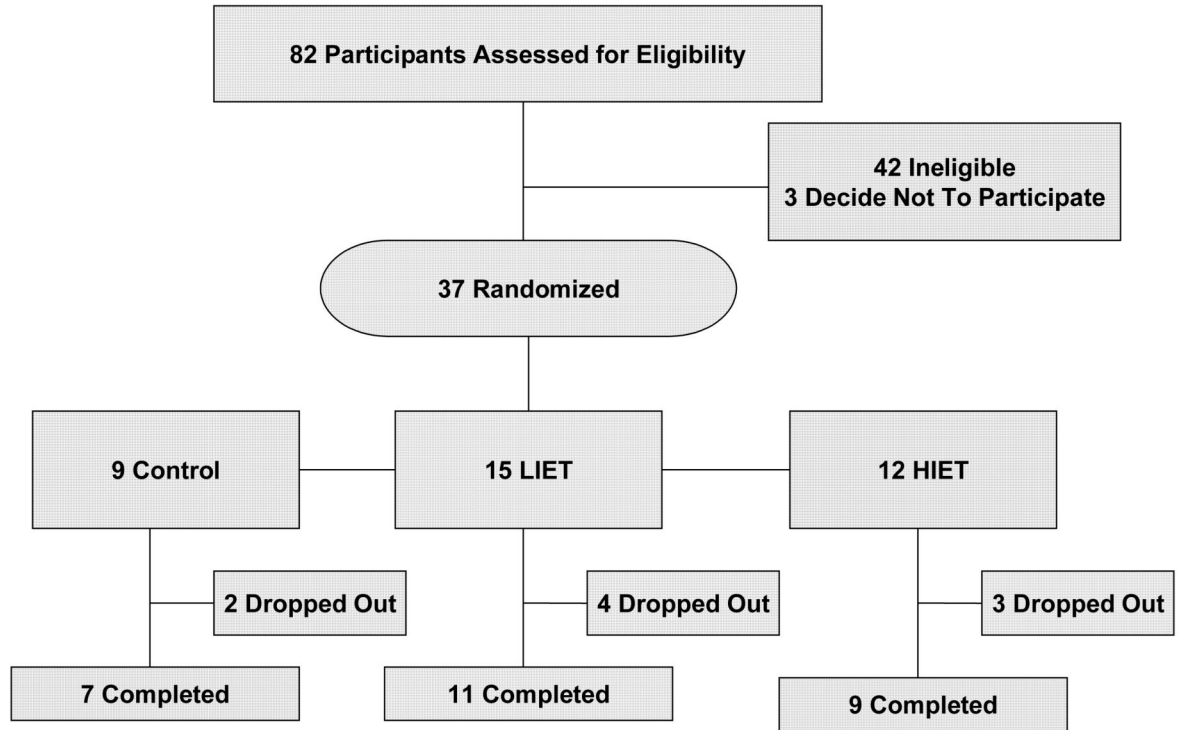 82 Participants Assessed for Eligibility
42 Ineligible
3 Decide Not To Participate
37 Randomized
9 Control
15 LIET
12 HIET
2 Dropped Out
4 Dropped Out
3 Dropped Out
7 Completed
11 Completed
9 Completed